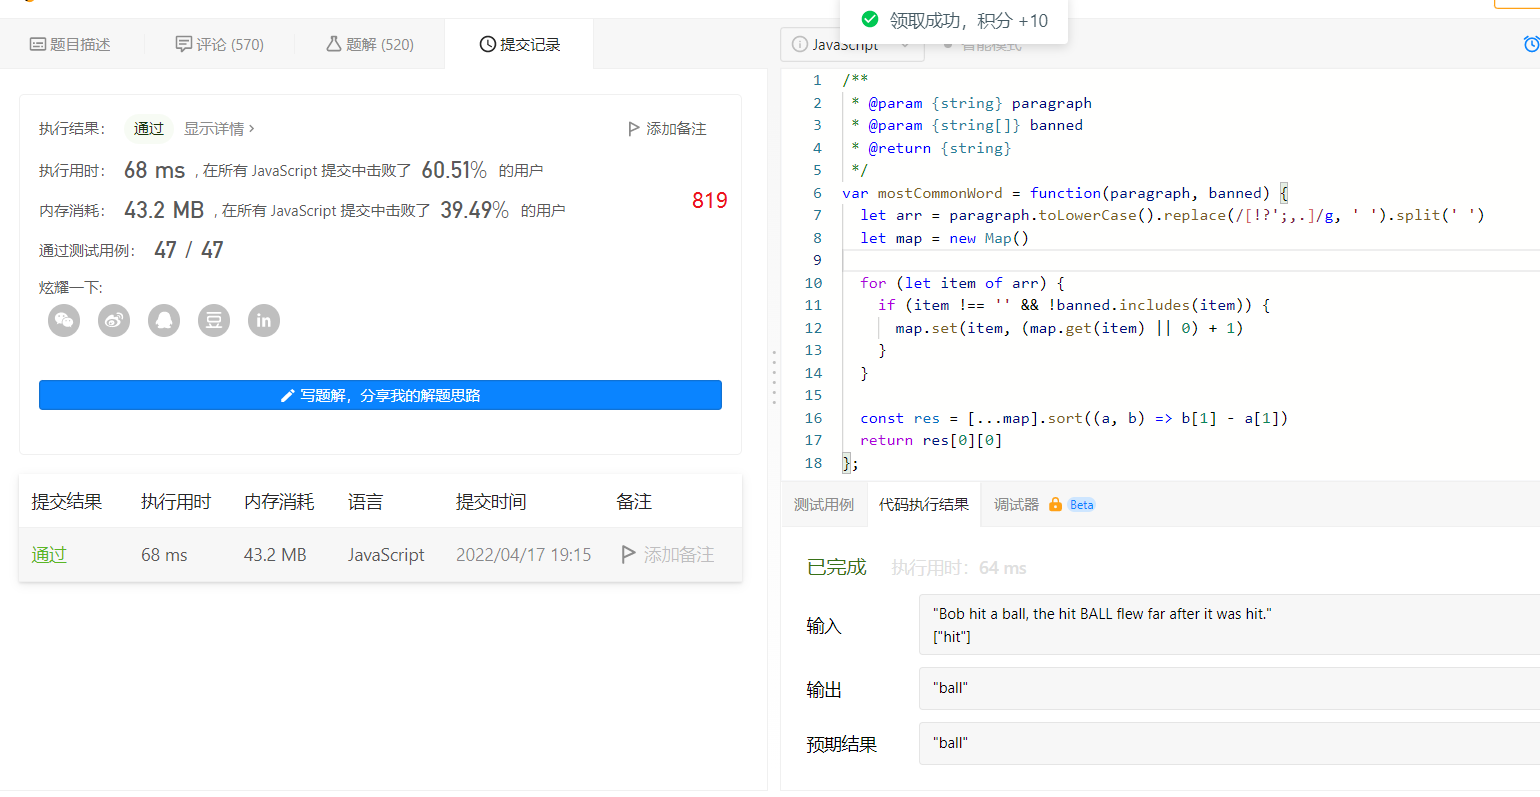 领取成功，积分 +10
题目描述
评论 (570)
题解 (520)
提交记录
JavaScript
智能模式
执行结果：
通过
显示详情 >
添加备注
执行用时：
68 ms
, 在所有 JavaScript 提交中击败了
60.51%
的用户
内存消耗：
43.2 MB
, 在所有 JavaScript 提交中击败了
39.49%
的用户
819
通过测试用例：
47 / 47
炫耀一下:
豆
in
写题解，分享我的解题思路
提交结果 执行用时 内存消耗 语言 提交时间 备注
通过 68 ms 43.2 MB JavaScript 2022/04/17 19:15 添加备注
1 /**
2  * @param {string} paragraph
3  * @param {string[]} banned
4  * @return {string}
5  */
6 var mostCommonWord = function(paragraph, banned) {
7   let arr = paragraph.toLowerCase().replace(/[!?';,.]/g, ' ').split(' ')
8   let map = new Map()
9
10   for (let item of arr) {
11     if (item !== '' && !banned.includes(item)) {
12       map.set(item, (map.get(item) || 0) + 1)
13     }
14   }
15
16   const res = [...map].sort((a, b) => b[1] - a[1])
17   return res[0][0]
18 };
测试用例
代码执行结果
调试器
Beta
已完成
执行用时：64 ms
输入
"Bob hit a ball, the hit BALL flew far after it was hit."
["hit"]
输出
"ball"
预期结果
"ball"